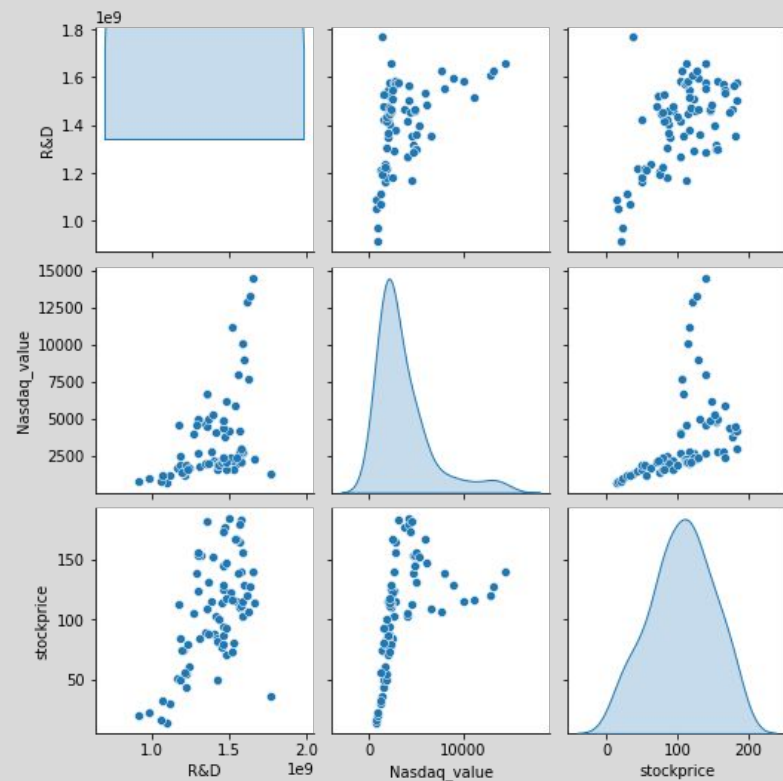 1e9
1.8
1.6
1.4
1.2
1.0
R&D
15000
12500
10000
7500
5000
2500
Nasdaq_value
150
100
50
stockprice
1.0 1.5 2.0
1e9
R&D
0 10000
Nasdaq_value
0 100 200
stockprice